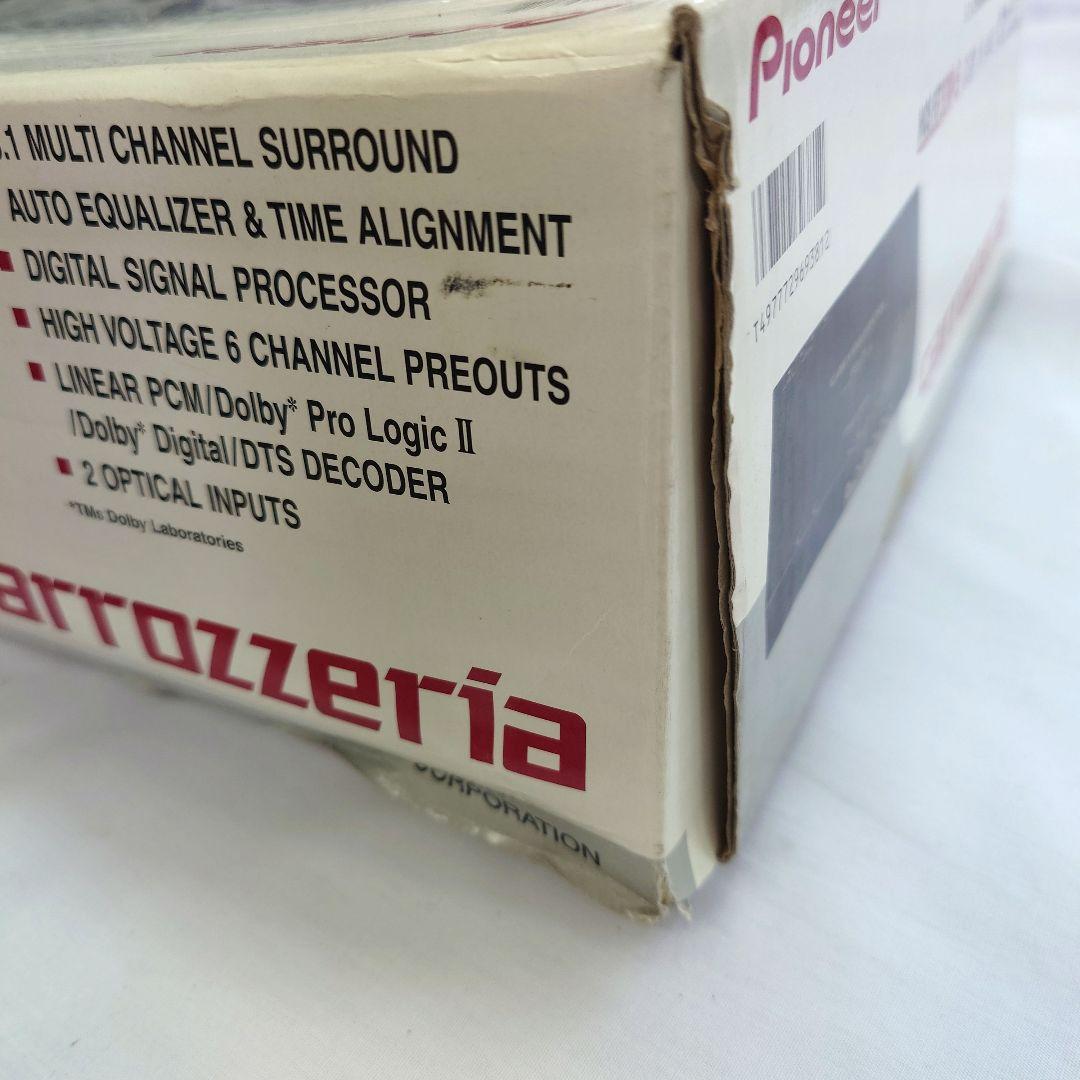 .1 MULTI CHANNEL SURROUND
AUTO EQUALIZER & TIME ALIGNMENT
DIGITAL SIGNAL PROCESSOR
HIGH VOLTAGE 6 CHANNEL PREOUTS
LINEAR PCM/Dolby* Pro Logic II
/Dolby* Digital/DTS DECODER
2 OPTICAL INPUTS
*TMs Dolby Laboratories
arrozzeria
CORPORATION
Pioneer
T4977729693812